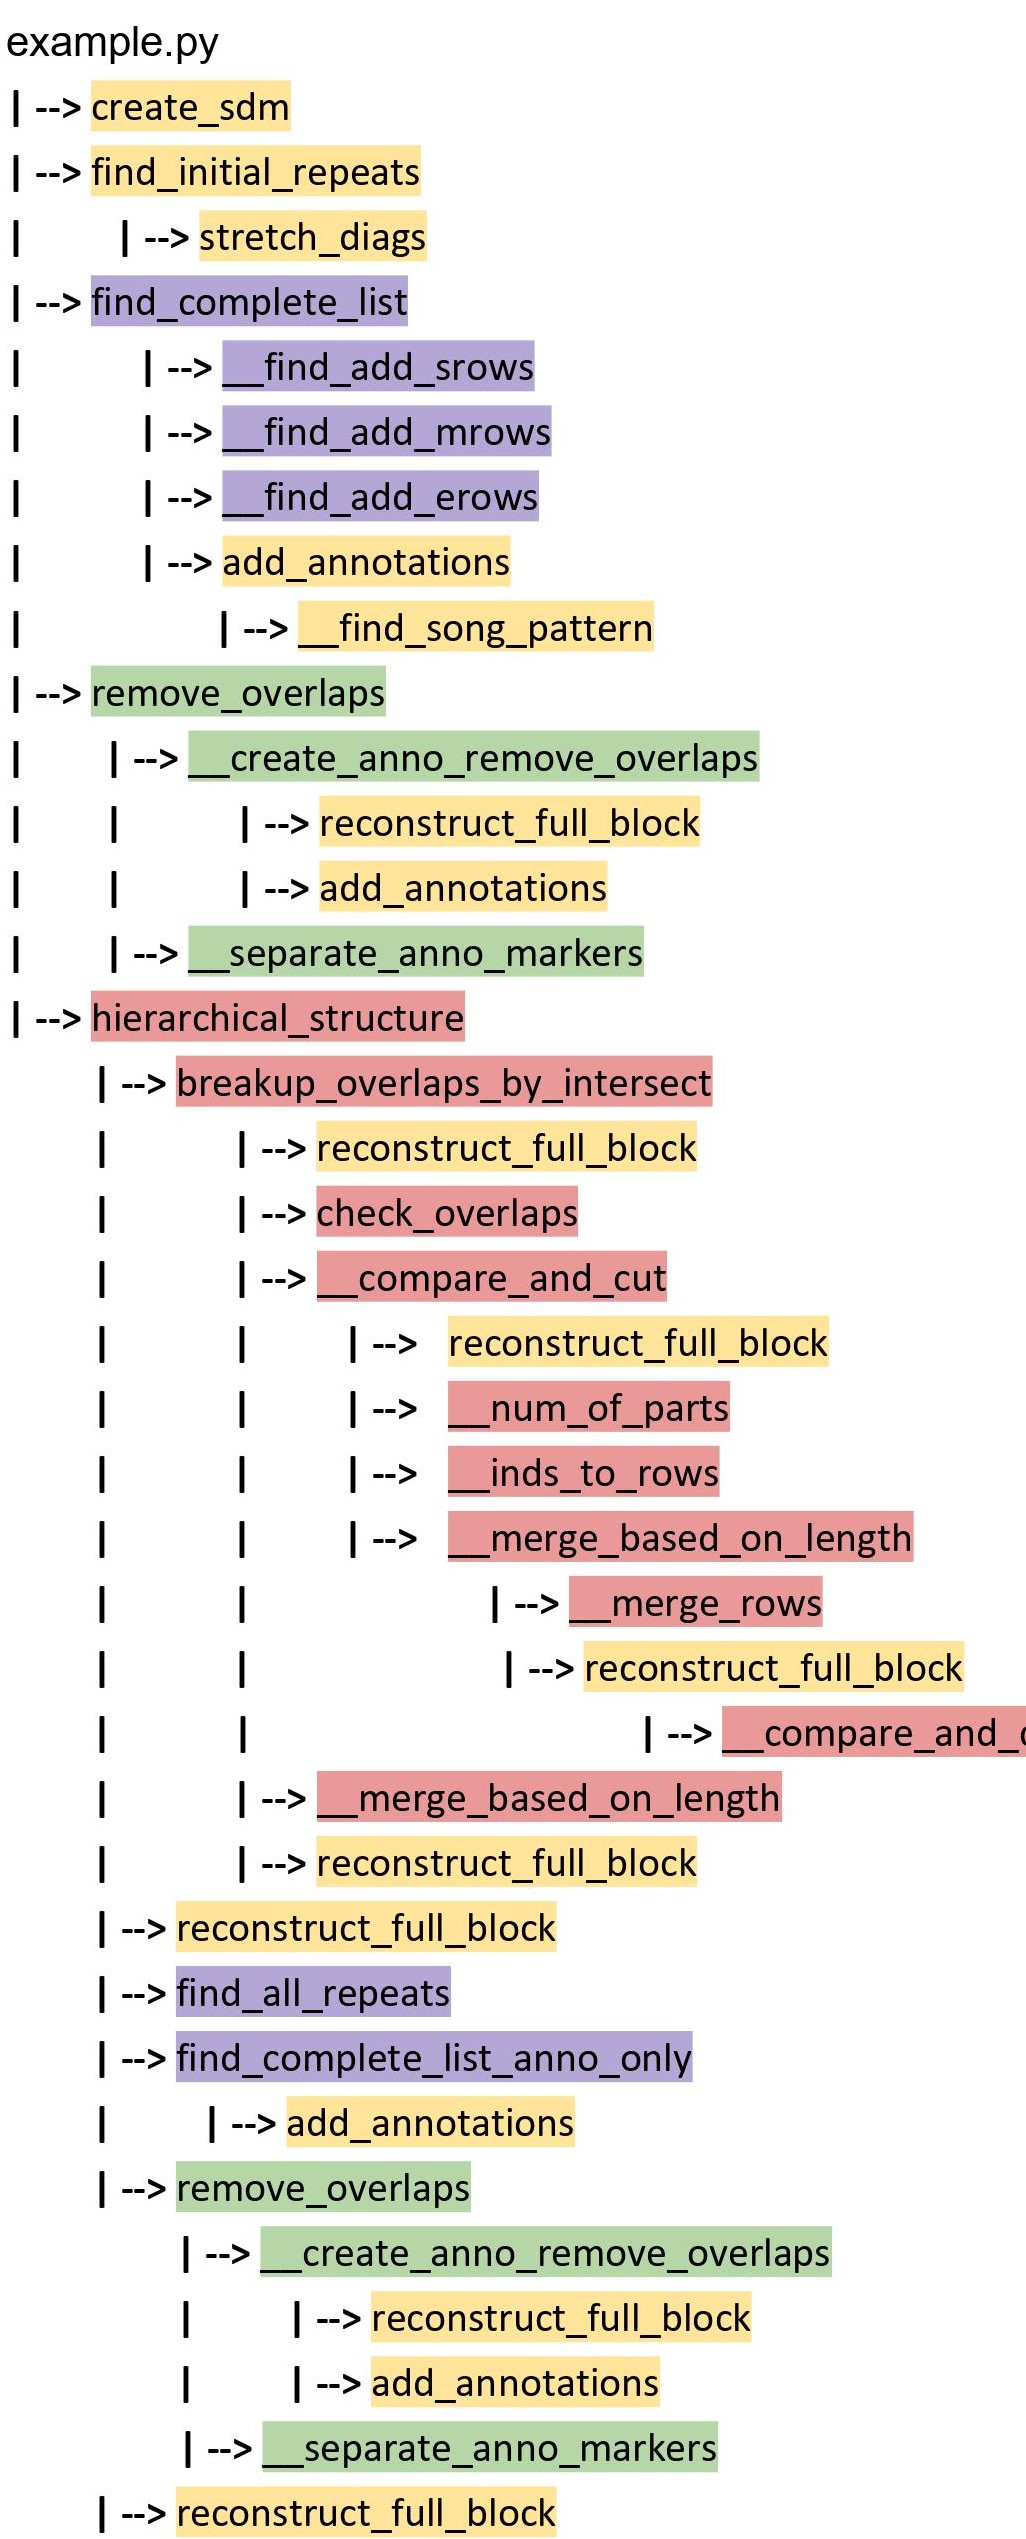 example.py
| --> create_sdm
| --> find_initial_repeats
| | --> stretch_diags
| --> find_complete_list
| | --> __find_add_srows
| | --> __find_add_mrows
| | --> __find_add_erows
| | --> add_annotations
| | --> __find_song_pattern
| --> remove_overlaps
| | --> __create_anno_remove_overlaps
| | | --> reconstruct_full_block
| | | --> add_annotations
| | --> __separate_anno_markers
| --> hierarchical_structure
| --> breakup_overlaps_by_intersect
| | --> reconstruct_full_block
| | --> check_overlaps
| | --> __compare_and_cut
| | | --> reconstruct_full_block
| | | --> __num_of_parts
| | | --> __inds_to_rows
| | | --> __merge_based_on_length
| | | --> __merge_rows
| | | --> reconstruct_full_block
| | | --> __compare_and_
| | --> __merge_based_on_length
| | --> reconstruct_full_block
| --> reconstruct_full_block
| --> find_all_repeats
| --> find_complete_list_anno_only
| | --> add_annotations
| --> remove_overlaps
| --> __create_anno_remove_overlaps
| | --> reconstruct_full_block
| | --> add_annotations
| --> __separate_anno_markers
| --> reconstruct_full_block